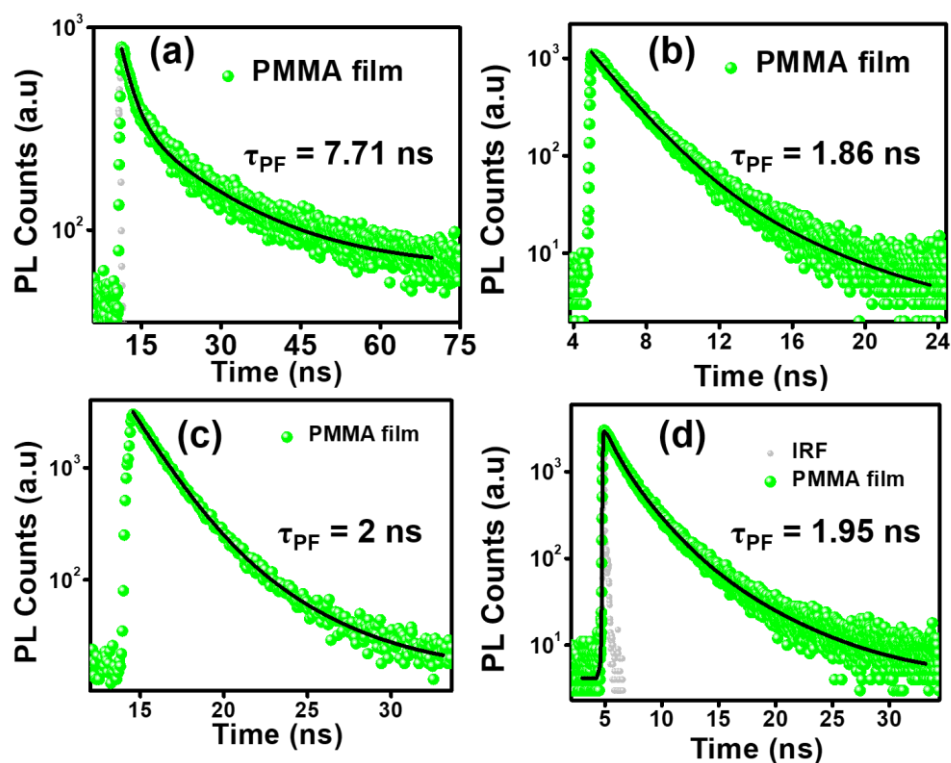 (a)
PMMA film
τPF = 7.71 ns
PL Counts (a.u)
10³
10²
15 30 45 60 75
Time (ns)
(b)
PMMA film
τPF = 1.86 ns
PL Counts (a.u)
10³
10²
10¹
4 8 12 16 20 24
Time (ns)
(c)
PMMA film
τPF = 2 ns
PL Counts (a.u)
10³
10²
15 20 25 30
Time (ns)
(d)
IRF
PMMA film
τPF = 1.95 ns
PL Counts (a.u)
10³
10²
10¹
5 10 15 20 25 30
Time (ns)